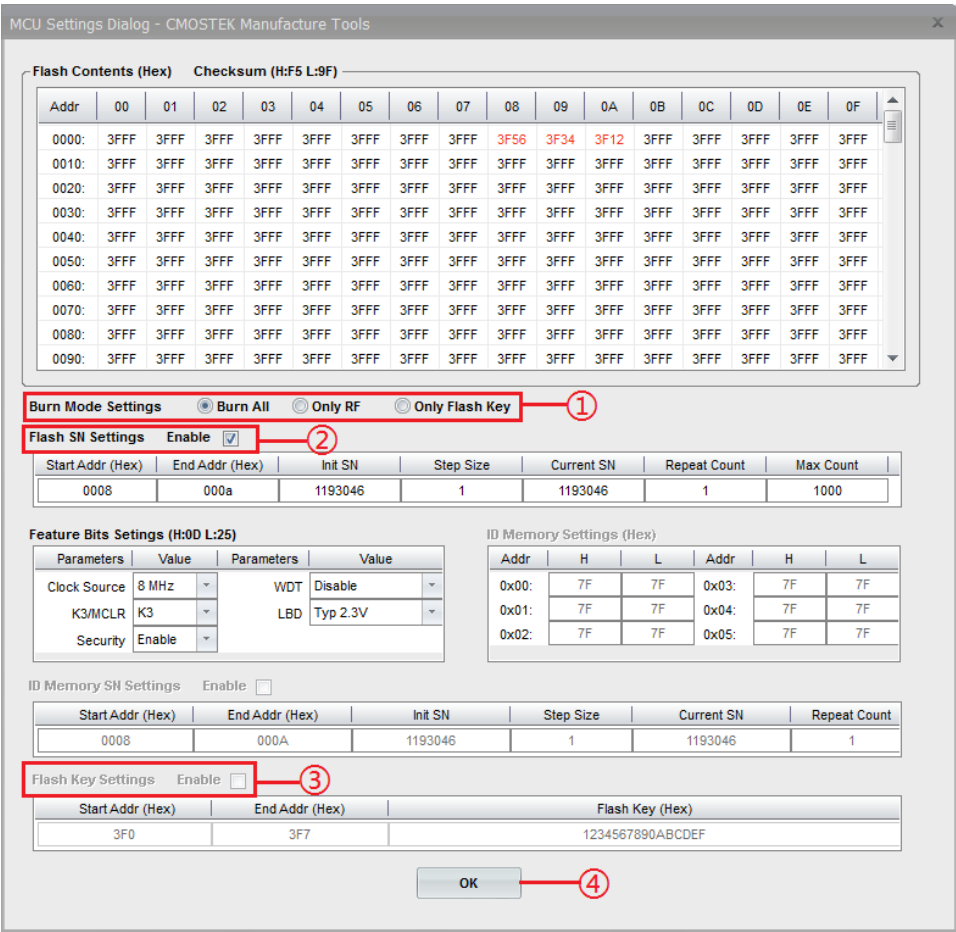 MCU Settings Dialog - CMOSTEK Manufacture Tools x
Flash Contents (Hex) Checksum (H:F5 L:9F)
Addr 00 01 02 03 04 05 06 07 08 09 0A 0B 0C 0D 0E 0F
0000: 3FFF 3FFF 3FFF 3FFF 3FFF 3FFF 3FFF 3FFF 3F56 3F34 3F12 3FFF 3FFF 3FFF 3FFF 3FFF
0010: 3FFF 3FFF 3FFF 3FFF 3FFF 3FFF 3FFF 3FFF 3FFF 3FFF 3FFF 3FFF 3FFF 3FFF 3FFF 3FFF
0020: 3FFF 3FFF 3FFF 3FFF 3FFF 3FFF 3FFF 3FFF 3FFF 3FFF 3FFF 3FFF 3FFF 3FFF 3FFF 3FFF
0030: 3FFF 3FFF 3FFF 3FFF 3FFF 3FFF 3FFF 3FFF 3FFF 3FFF 3FFF 3FFF 3FFF 3FFF 3FFF 3FFF
0040: 3FFF 3FFF 3FFF 3FFF 3FFF 3FFF 3FFF 3FFF 3FFF 3FFF 3FFF 3FFF 3FFF 3FFF 3FFF 3FFF
0050: 3FFF 3FFF 3FFF 3FFF 3FFF 3FFF 3FFF 3FFF 3FFF 3FFF 3FFF 3FFF 3FFF 3FFF 3FFF 3FFF
0060: 3FFF 3FFF 3FFF 3FFF 3FFF 3FFF 3FFF 3FFF 3FFF 3FFF 3FFF 3FFF 3FFF 3FFF 3FFF 3FFF
0070: 3FFF 3FFF 3FFF 3FFF 3FFF 3FFF 3FFF 3FFF 3FFF 3FFF 3FFF 3FFF 3FFF 3FFF 3FFF 3FFF
0080: 3FFF 3FFF 3FFF 3FFF 3FFF 3FFF 3FFF 3FFF 3FFF 3FFF 3FFF 3FFF 3FFF 3FFF 3FFF 3FFF
0090: 3FFF 3FFF 3FFF 3FFF 3FFF 3FFF 3FFF 3FFF 3FFF 3FFF 3FFF 3FFF 3FFF 3FFF 3FFF 3FFF
Burn Mode Settings Burn All Only RF Only Flash Key ①
Flash SN Settings Enable ②
Start Addr (Hex) End Addr (Hex) Init SN Step Size Current SN Repeat Count Max Count
0008 000a 1193046 1 1193046 1 1000
Feature Bits Setings (H:0D L:25) ID Memory Settings (Hex)
Parameters Value Parameters Value Addr H L Addr H L
Clock Source 8 MHz WDT Disable 0x00: 7F 7F 0x03: 7F 7F
K3/MCLR K3 LBD Typ 2.3V 0x01: 7F 7F 0x04: 7F 7F
Security Enable 0x02: 7F 7F 0x05: 7F 7F
ID Memory SN Settings Enable
Start Addr (Hex) End Addr (Hex) Init SN Step Size Current SN Repeat Count
0008 000A 1193046 1 1193046 1
Flash Key Settings Enable ③
Start Addr (Hex) End Addr (Hex) Flash Key (Hex)
3F0 3F7 1234567890ABCDEF
OK ④